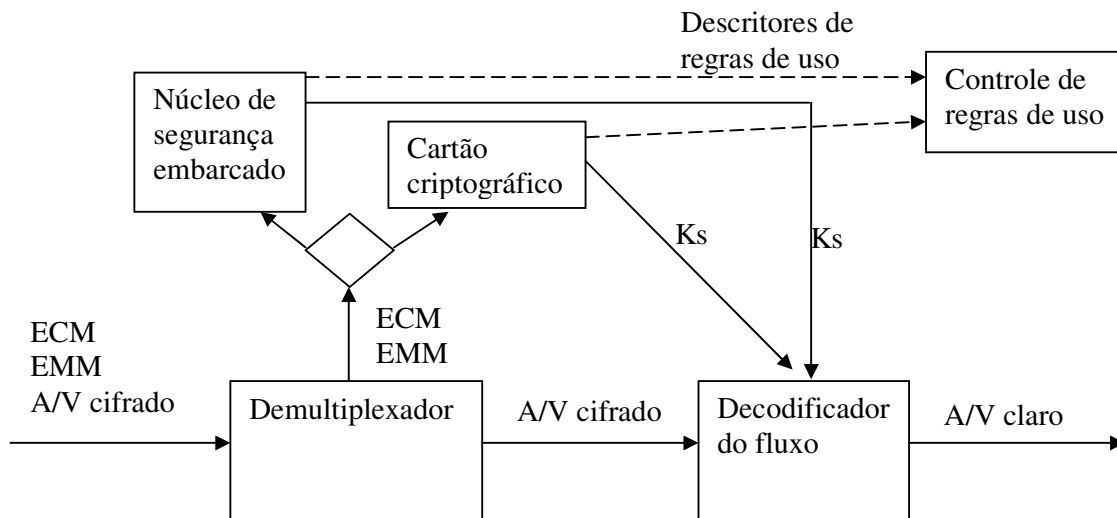 Descritores de
regras de uso
Núcleo de
segurança
embarcado
Controle de
regras de uso
Cartão
criptográfico
Ks
Ks
ECM
EMM
A/V cifrado
ECM
EMM
Demultiplexador
A/V cifrado
Decodificador
do fluxo
A/V claro